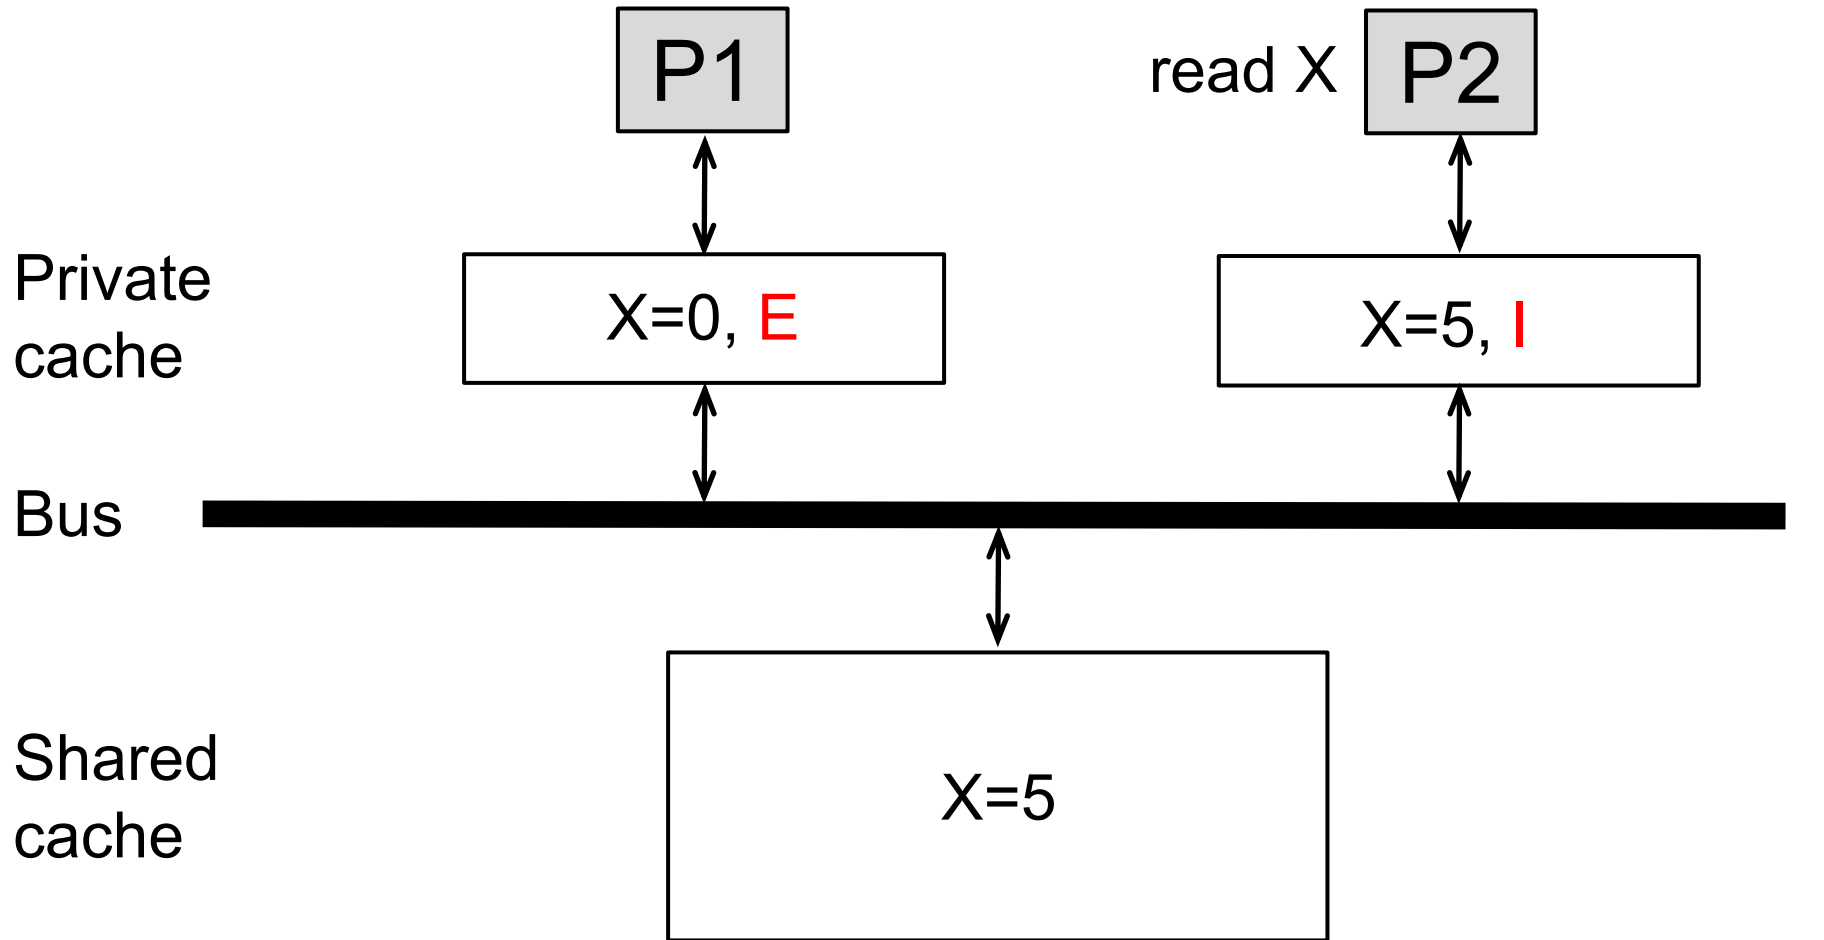 P1
read X
P2
Private
cache
X=0, E
X=5, I
Bus
Shared
cache
X=5